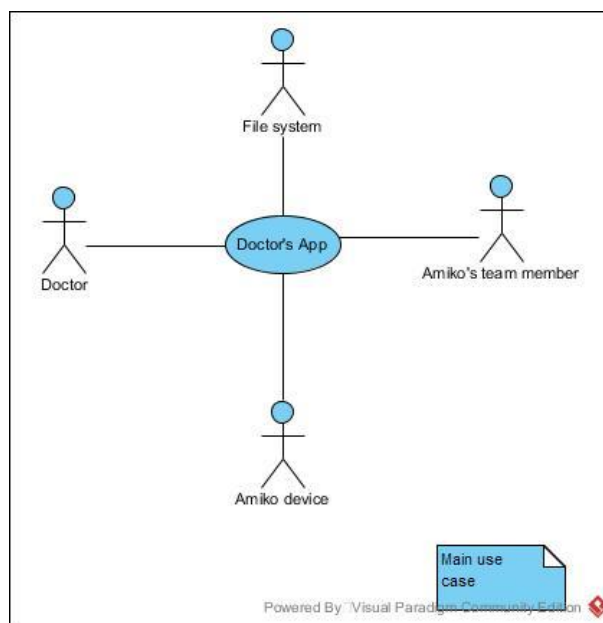 File system
Doctor's App
Doctor
Amiko's team member
Amiko device
Main use
case
Powered By Visual Paradigm Community Edition